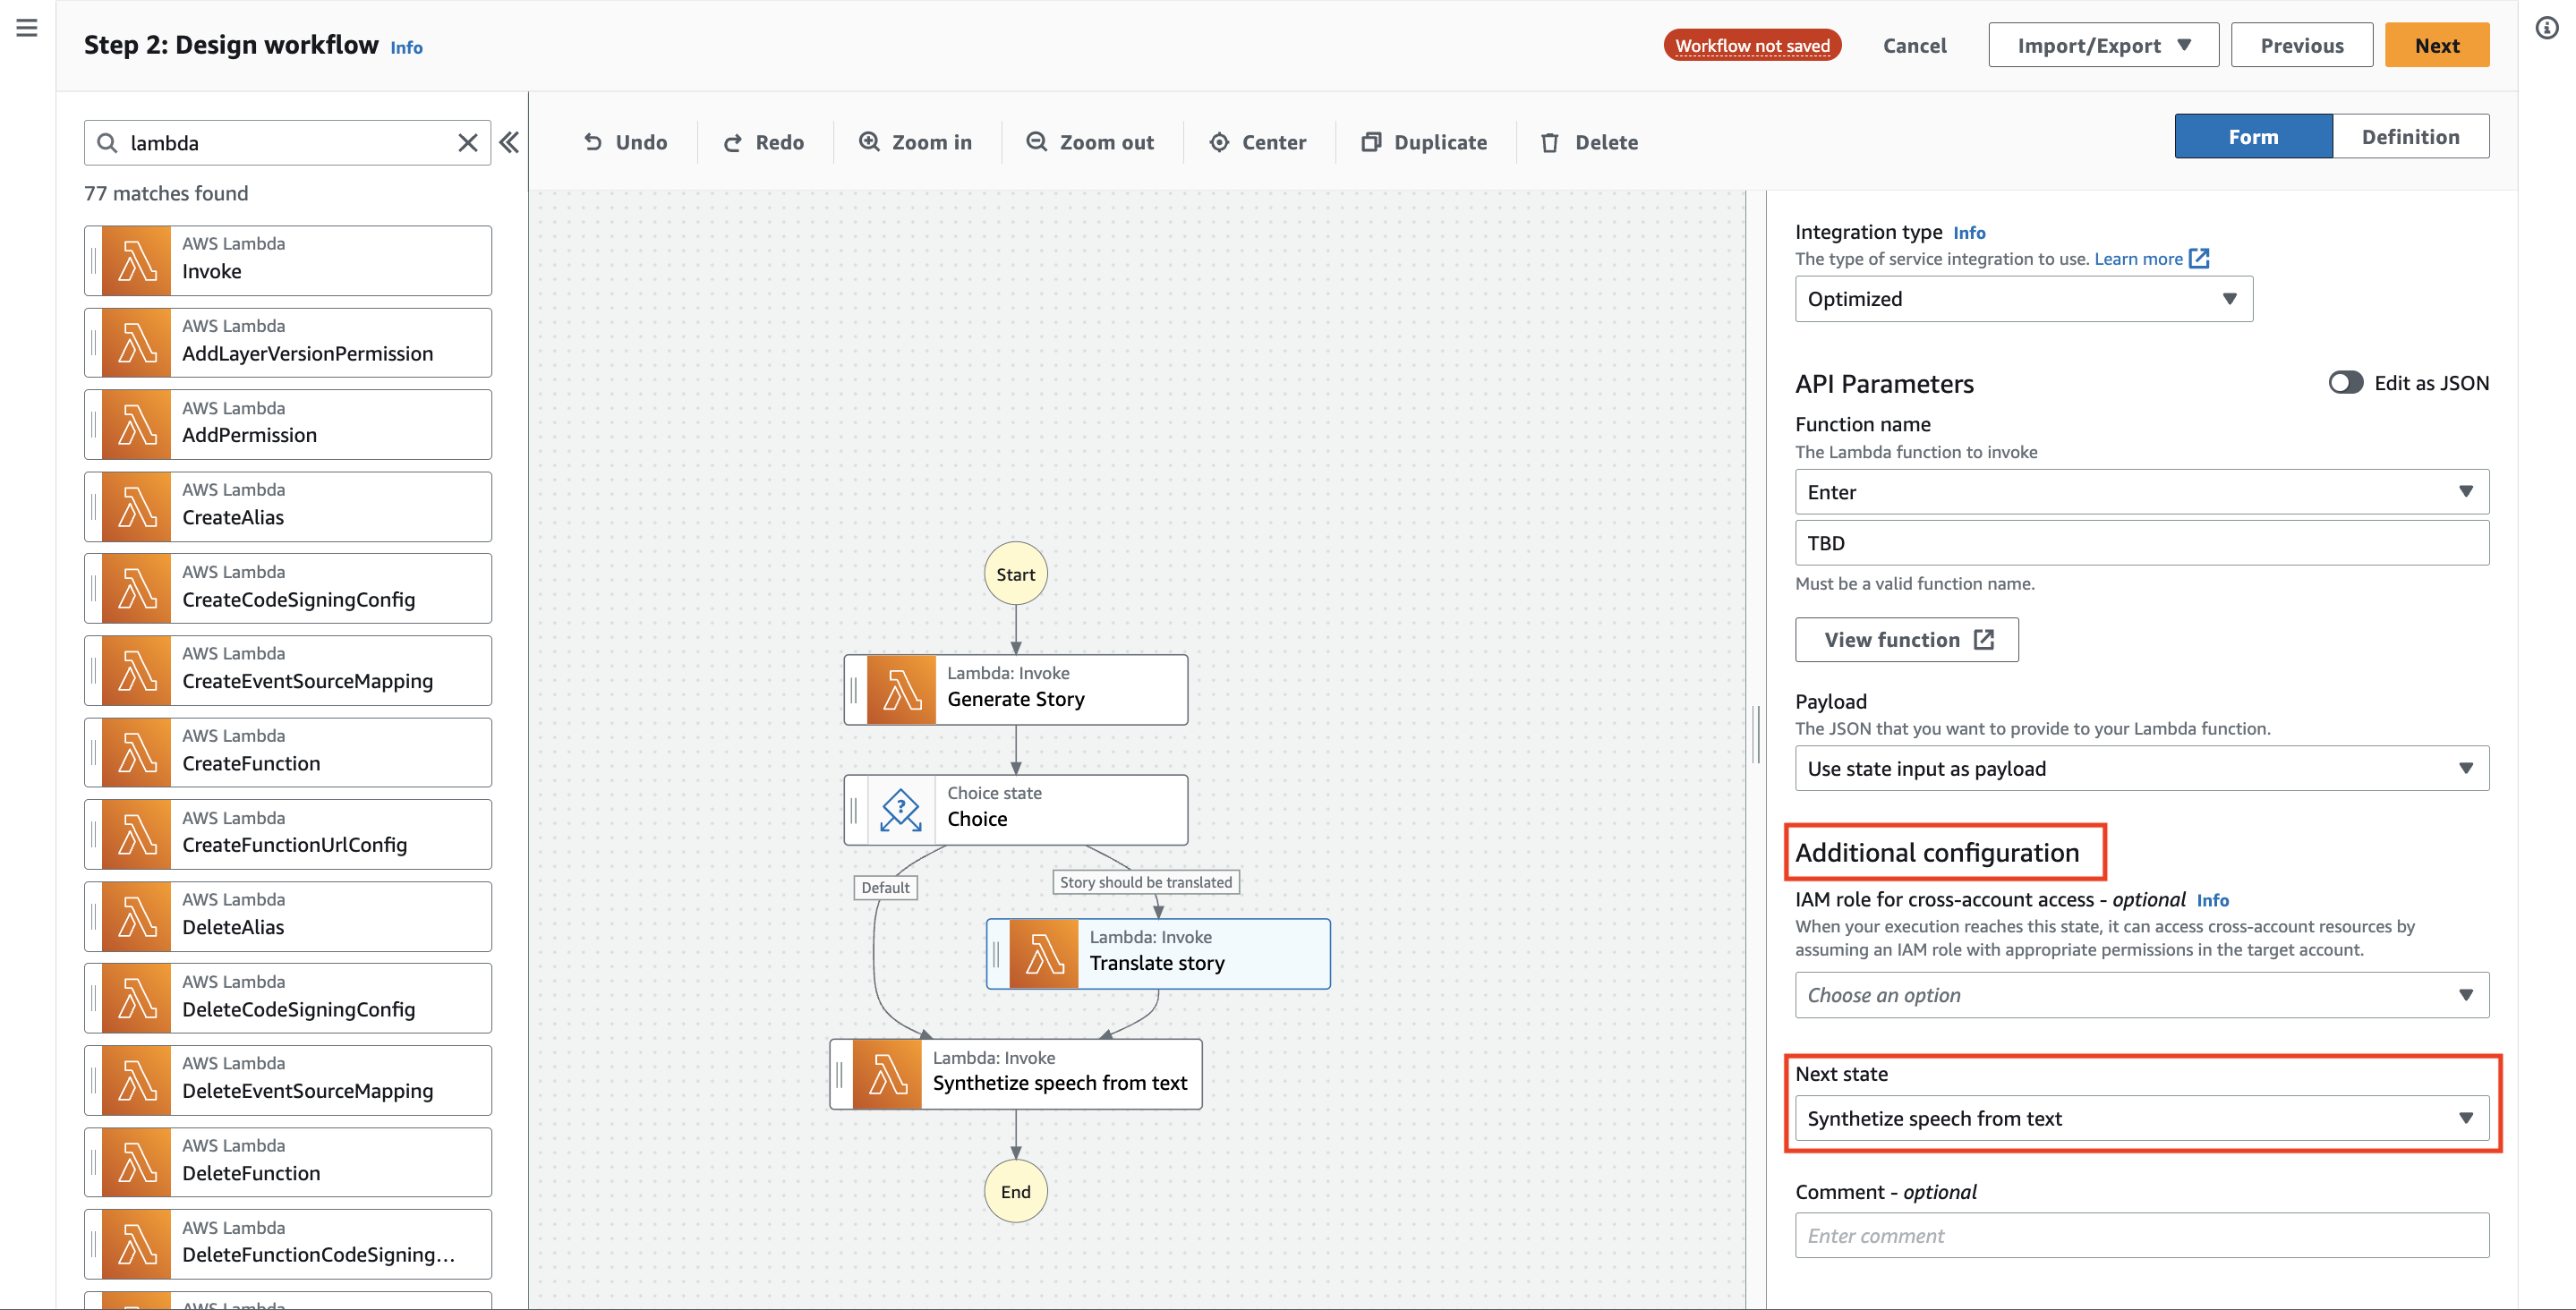 Step 2: Design workflow Info
Workflow not saved
Cancel
Import/Export
Previous
Next
lambda
77 matches found
AWS Lambda
Invoke
AWS Lambda
AddLayerVersionPermission
AWS Lambda
AddPermission
AWS Lambda
CreateAlias
AWS Lambda
CreateCodeSigningConfig
AWS Lambda
CreateEventSourceMapping
AWS Lambda
CreateFunction
AWS Lambda
CreateFunctionUrlConfig
AWS Lambda
DeleteAlias
AWS Lambda
DeleteCodeSigningConfig
AWS Lambda
DeleteEventSourceMapping
AWS Lambda
DeleteFunction
AWS Lambda
DeleteFunctionCodeSigning...
AWS Lambda
Undo
Redo
Zoom in
Zoom out
Center
Duplicate
Delete
Form
Definition
Start
Lambda: Invoke
Generate Story
Choice state
Choice
Default
Story should be translated
Lambda: Invoke
Translate story
Lambda: Invoke
Synthetize speech from text
End
Integration type Info
The type of service integration to use. Learn more
Optimized
API Parameters
Edit as JSON
Function name
The Lambda function to invoke
Enter
TBD
Must be a valid function name.
View function
Payload
The JSON that you want to provide to your Lambda function.
Use state input as payload
Additional configuration
IAM role for cross-account access - optional Info
When your execution reaches this state, it can access cross-account resources by
assuming an IAM role with appropriate permissions in the target account.
Choose an option
Next state
Synthetize speech from text
Comment - optional
Enter comment